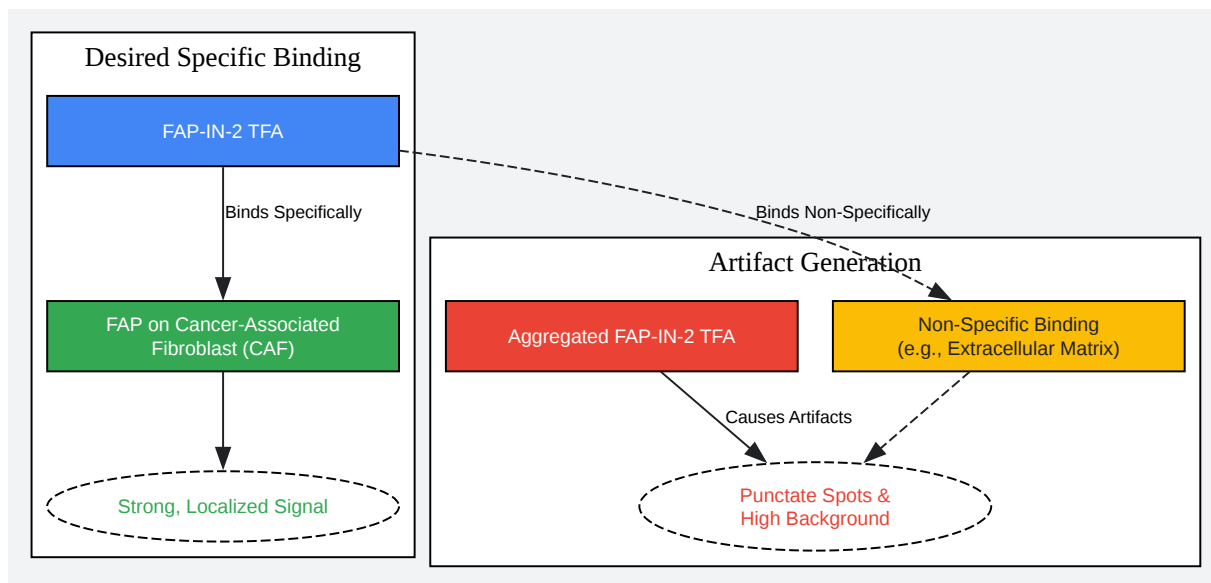 Desired Specific Binding
FAP-IN-2 TFA
Binds Specifically
Binds Non-Specifically
FAP on Cancer-Associated
Fibroblast (CAF)
Strong, Localized Signal
Artifact Generation
Aggregated FAP-IN-2 TFA
Non-Specific Binding
(e.g., Extracellular Matrix)
Causes Artifacts
Punctate Spots &
High Background